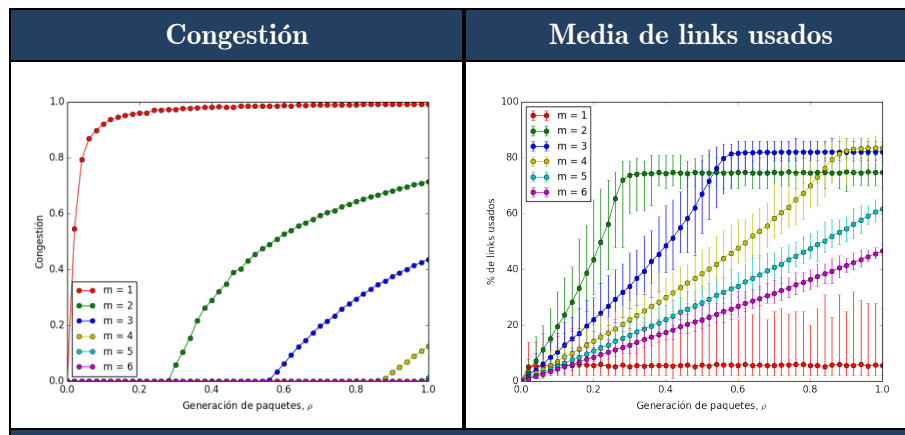 Congestión
Media de links usados
1.0
0.8
0.6
0.4
0.2
0.0
Congestión
m = 1
m = 2
m = 3
m = 4
m = 5
m = 6
0.0 0.2 0.4 0.6 0.8 1.0
Generación de paquetes, ρ
100
80
60
40
20
0
% de links usados
m = 1
m = 2
m = 3
m = 4
m = 5
m = 6
0.0 0.2 0.4 0.6 0.8 1.0
Generación de paquetes, ρ